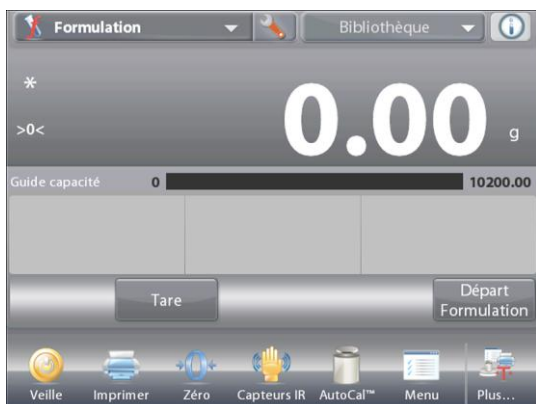 Formulation Bibliothèque
*
>0< 0.00 g
Guide capacité 0 10200.00
Tare Départ
Formulation
Veille Imprimer Zéro Capteurs IR AutoCal™ Menu Plus...